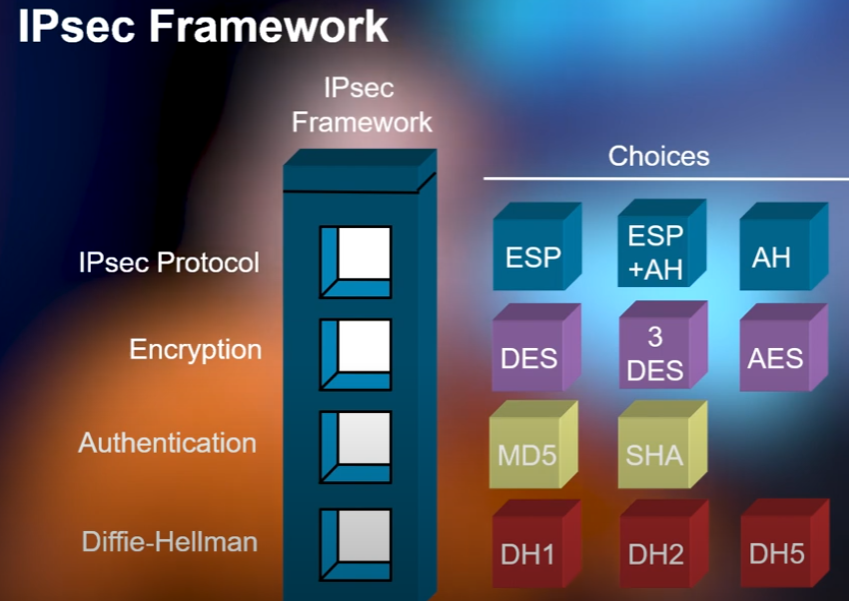 IPsec Framework
IPsec
Framework
Choices
IPsec Protocol
ESP
ESP
+AH
AH
Encryption
DES
3
DES
AES
Authentication
MD5
SHA
Diffie-Hellman
DH1
DH2
DH5